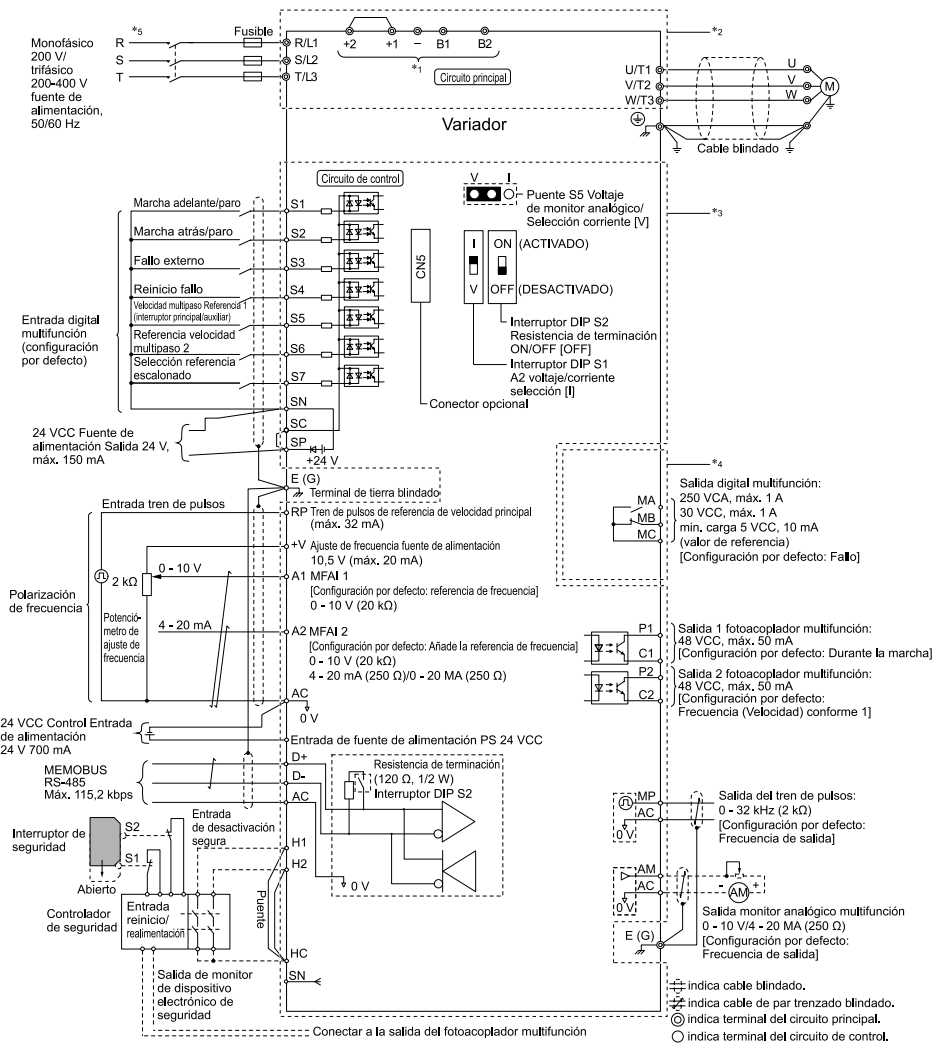 Monofásico
200 V/
trifásico
200-400 V
fuente de
alimentación,
50/60 Hz
*5
R
S
T
Fusible
R/L1
S/L2
T/L3
+2
+1
–
B1
B2
*1
Circuito principal
*2
U/T1
V/T2
W/T3
U
V
W
M
Cable blindado
Variador
Circuito de control
Marcha adelante/paro
S1
Marcha atrás/paro
S2
Fallo externo
S3
Reinicio fallo
S4
Velocidad multipaso Referencia 1
(interruptor principal/auxiliar)
S5
Referencia velocidad
multipaso 2
S6
Selección referencia
escalonado
S7
Entrada digital
multifunción
(configuración
por defecto)
SN
SC
SP
+24 V
24 VCC Fuente de
alimentación Salida 24 V,
máx. 150 mA
CN5
V
I
Puente S5 Voltaje
de monitor analógico/
Selección corriente [V]
I
V
ON
(ACTIVADO)
OFF
(DESACTIVADO)
Interruptor DIP S2
Resistencia de terminación
ON/OFF [OFF]
Interruptor DIP S1
A2 voltaje/corriente
selección [I]
Conector opcional
*3
E (G)
Terminal de tierra blindado
Entrada tren de pulsos
RP
Tren de pulsos de referencia de velocidad principal
(máx. 32 mA)
+V
Ajuste de frecuencia fuente de alimentación
10,5 V (máx. 20 mA)
2 kΩ
0 - 10 V
A1
MFAI 1
[Configuración por defecto: referencia de frecuencia]
0 - 10 V (20 kΩ)
Polarización
de frecuencia
Potenció-
metro de
ajuste de
frecuencia
4 - 20 mA
A2
MFAI 2
[Configuración por defecto: Añade la referencia de frecuencia]
0 - 10 V (20 kΩ)
4 - 20 mA (250 Ω)/0 - 20 MA (250 Ω)
AC
0 V
24 VCC Control Entrada
de alimentación
24 V 700 mA
Entrada de fuente de alimentación PS 24 VCC
*4
MA
MB
MC
Salida digital multifunción:
250 VCA, máx. 1 A
30 VCC, máx. 1 A
min. carga 5 VCC, 10 mA
(valor de referencia)
[Configuración por defecto: Fallo]
P1
C1
Salida 1 fotoacoplador multifunción:
48 VCC, máx. 50 mA
[Configuración por defecto: Durante la marcha]
P2
C2
Salida 2 fotoacoplador multifunción:
48 VCC, máx. 50 mA
[Configuración por defecto:
Frecuencia (Velocidad) conforme 1]
MEMOBUS
RS-485
Máx. 115,2 kbps
D+
D-
AC
0 V
Resistencia de terminación
(120 Ω, 1/2 W)
Interruptor DIP S2
MP
AC
0 V
Salida del tren de pulsos:
0 - 32 kHz (2 kΩ)
[Configuración por defecto:
Frecuencia de salida]
AM
AC
0 V
-
AM
+
Salida monitor analógico multifunción
0 - 10 V/4 - 20 MA (250 Ω)
[Configuración por defecto:
Frecuencia de salida]
E (G)
Interruptor de
seguridad
S2
S1
Abierto
Entrada
de desactivación
segura
H1
H2
Puente
HC
SN
Controlador
de seguridad
Entrada
reinicio/
realimentación
Salida de monitor
de dispositivo
electrónico de
seguridad
Conectar a la salida del fotoacoplador multifunción
indica cable blindado.
indica cable de par trenzado blindado.
indica terminal del circuito principal.
indica terminal del circuito de control.